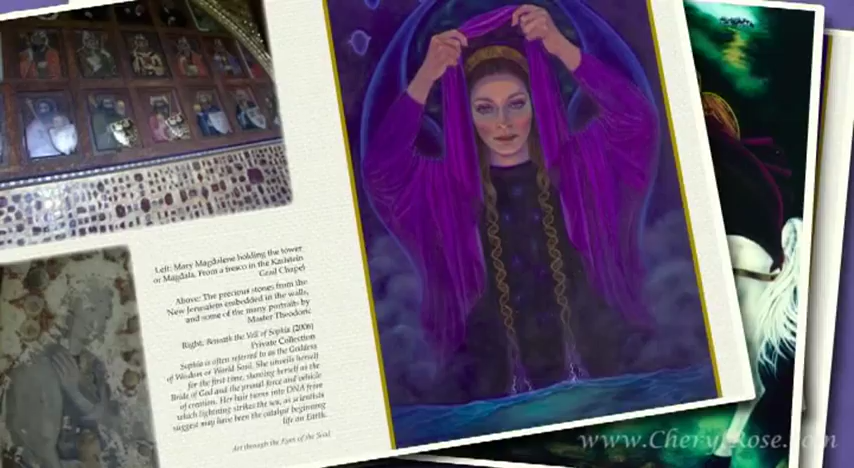 Left: Mary Magdalene holding the tower
or Magdala. From a fresco in the Karlstein
Grail Chapel
Above: The precious stones from the
New Jerusalem embedded in the walls,
and some of the many portraits by
Master Theodoric
Right: Beneath the Veil of Sophia (2006)
Private Collection
Sophia is often referred to as the Goddess
of Wisdom or World Soul. She unveils herself
for the first time, showing herself as the
Bride of God and the primal force and vehicle
of creation. Her hair turns into DNA from
which lightning strikes the sea, as scientists
suggest may have been the catalyst beginning
life on Earth.
Art through the Eyes of the Soul
www.CherylRose.com